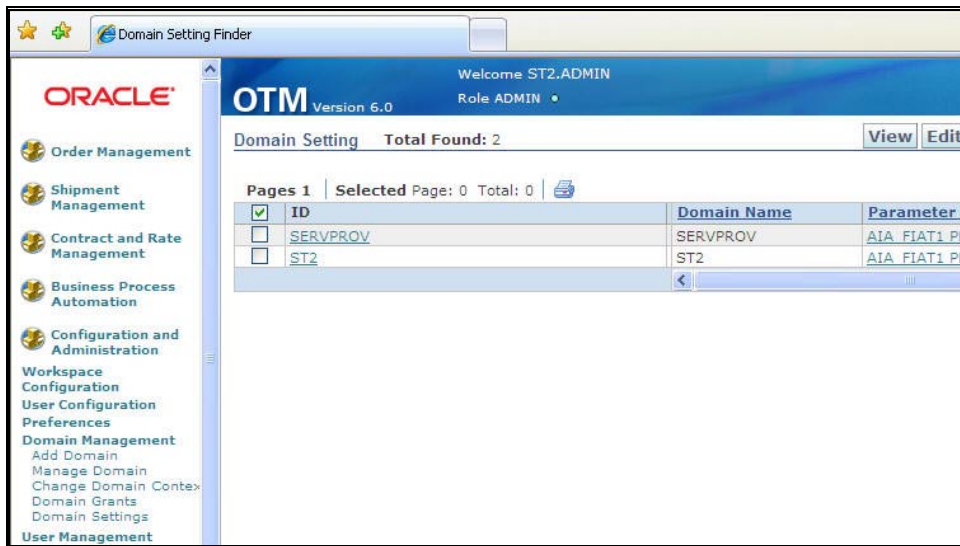 Domain Setting Finder
ORACLE
Order Management
Shipment
Management
Contract and Rate
Management
Business Process
Automation
Configuration and
Administration
Workspace
Configuration
User Configuration
Preferences
Domain Management
Add Domain
Manage Domain
Change Domain Contex
Domain Grants
Domain Settings
User Management
OTM Version 6.0
Welcome ST2.ADMIN
Role ADMIN
Domain Setting Total Found: 2
View Edit
Pages 1 Selected Page: 0 Total: 0
ID Domain Name Parameter
SERVPROV SERVPROV AIA FIAT1 P
ST2 ST2 AIA FIAT1 P